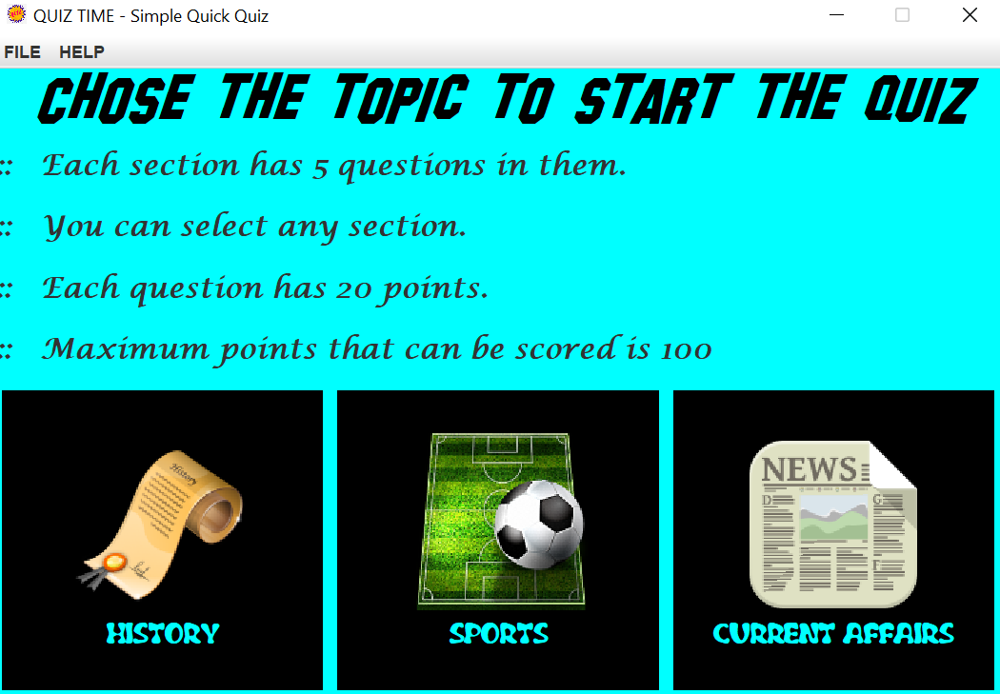 QUIZ TIME - Simple Quick Quiz
FILE HELP
CHOSE THE TOPIC TO START THE QUIZ
:: Each section has 5 questions in them.
:: You can select any section.
:: Each question has 20 points.
:: Maximum points that can be scored is 100
History
NEWS
D
G
F
HISTORY
SPORTS
CURRENT AFFAIRS